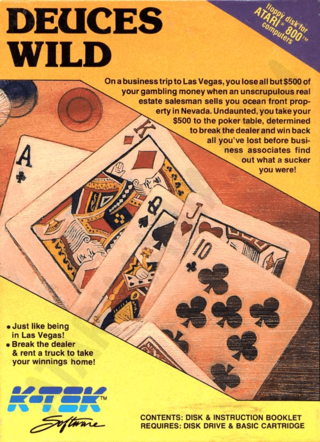 DEUCES
WILD
floppy disk for
ATARI® 800™
computers
On a business trip to Las Vegas, you lose all but $500 of
your gambling money when an unscrupulous real
estate salesman sells you ocean front prop-
erty in Nevada. Undaunted, you take your
$500 to the poker table, determined
to break the dealer and win back
all you've lost before busi-
ness associates find
out what a sucker
you were!
A
K
Q
J
10
• Just like being
in Las Vegas!
• Break the dealer
& rent a truck to take
your winnings home!
K-TEK™
Software
CONTENTS: DISK & INSTRUCTION BOOKLET
REQUIRES: DISK DRIVE & BASIC CARTRIDGE